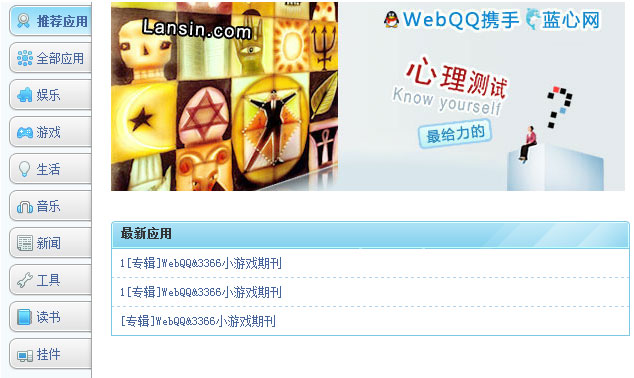 推荐应用
全部应用
娱乐
游戏
生活
音乐
新闻
工具
读书
挂件
Lansin.com
WebQQ携手蓝心网
心理测试
Know yourself
最给力的
最新应用
1[专辑]WebQQ&3366小游戏期刊
1[专辑]WebQQ&3366小游戏期刊
[专辑]WebQQ&3366小游戏期刊